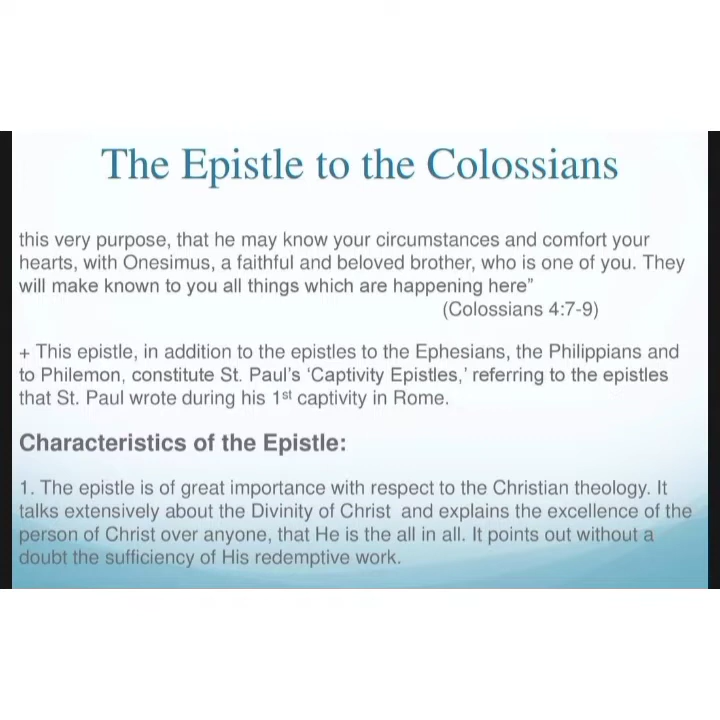 The Epistle to the Colossians
this very purpose, that he may know your circumstances and comfort your
hearts, with Onesimus, a faithful and beloved brother, who is one of you. They
will make known to you all things which are happening here”
(Colossians 4:7-9)
+ This epistle, in addition to the epistles to the Ephesians, the Philippians and
to Philemon, constitute St. Paul’s ‘Captivity Epistles,’ referring to the epistles
that St. Paul wrote during his 1st captivity in Rome.
Characteristics of the Epistle:
1. The epistle is of great importance with respect to the Christian theology. It
talks extensively about the Divinity of Christ and explains the excellence of the
person of Christ over anyone, that He is the all in all. It points out without a
doubt the sufficiency of His redemptive work.